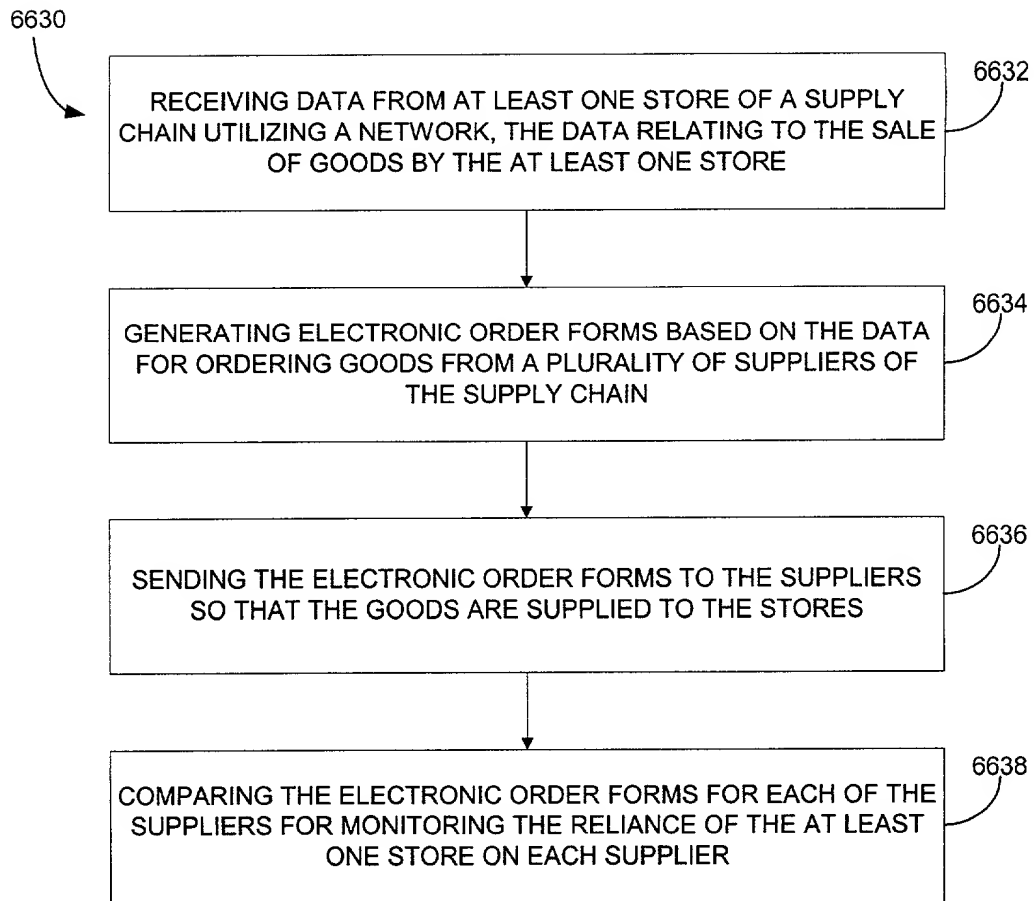 6630
6632
RECEIVING DATA FROM AT LEAST ONE STORE OF A SUPPLY
CHAIN UTILIZING A NETWORK, THE DATA RELATING TO THE SALE
OF GOODS BY THE AT LEAST ONE STORE
6634
GENERATING ELECTRONIC ORDER FORMS BASED ON THE DATA
FOR ORDERING GOODS FROM A PLURALITY OF SUPPLIERS OF
THE SUPPLY CHAIN
6636
SENDING THE ELECTRONIC ORDER FORMS TO THE SUPPLIERS
SO THAT THE GOODS ARE SUPPLIED TO THE STORES
6638
COMPARING THE ELECTRONIC ORDER FORMS FOR EACH OF THE
SUPPLIERS FOR MONITORING THE RELIANCE OF THE AT LEAST
ONE STORE ON EACH SUPPLIER